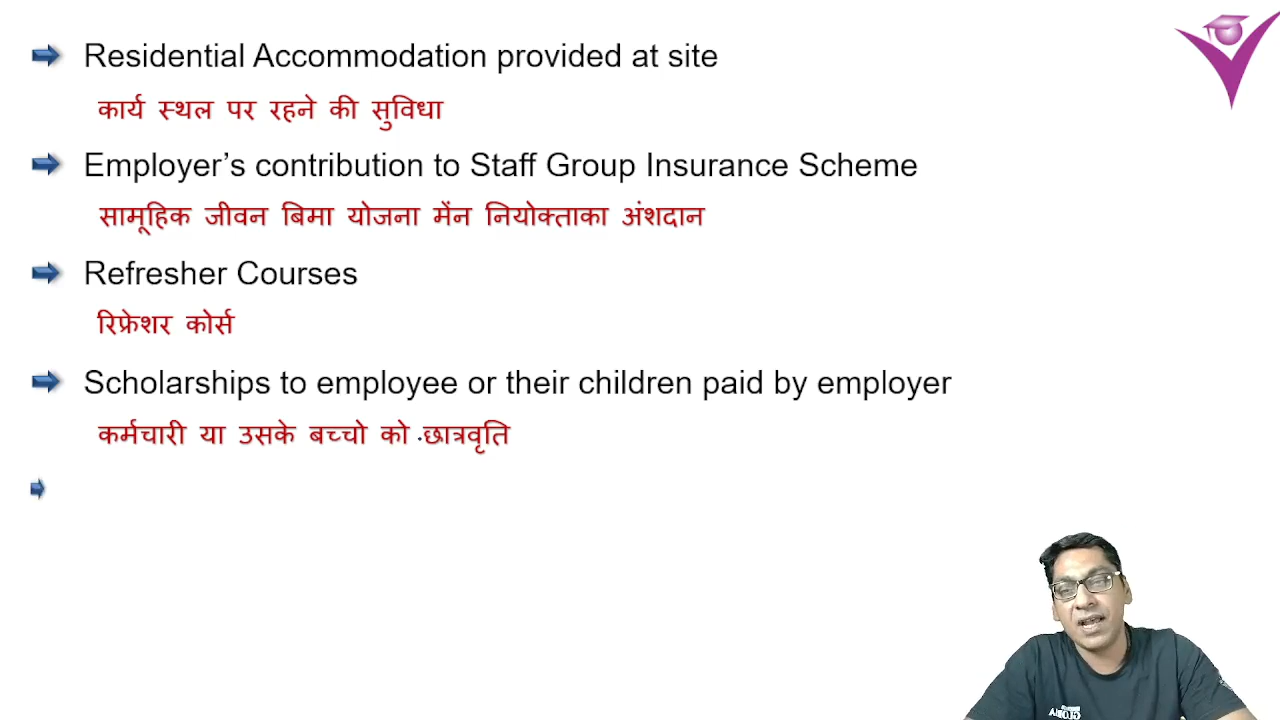 Residential Accommodation provided at site
कार्य स्थल पर रहने की सुविधा
Employer’s contribution to Staff Group Insurance Scheme
सामूहिक जीवन बिमा योजना मेंन नियोक्ताका अंशदान
Refresher Courses
रिफ्रेशर कोर्स
Scholarships to employee or their children paid by employer
कर्मचारी या उसके बच्चो को छात्रवृति